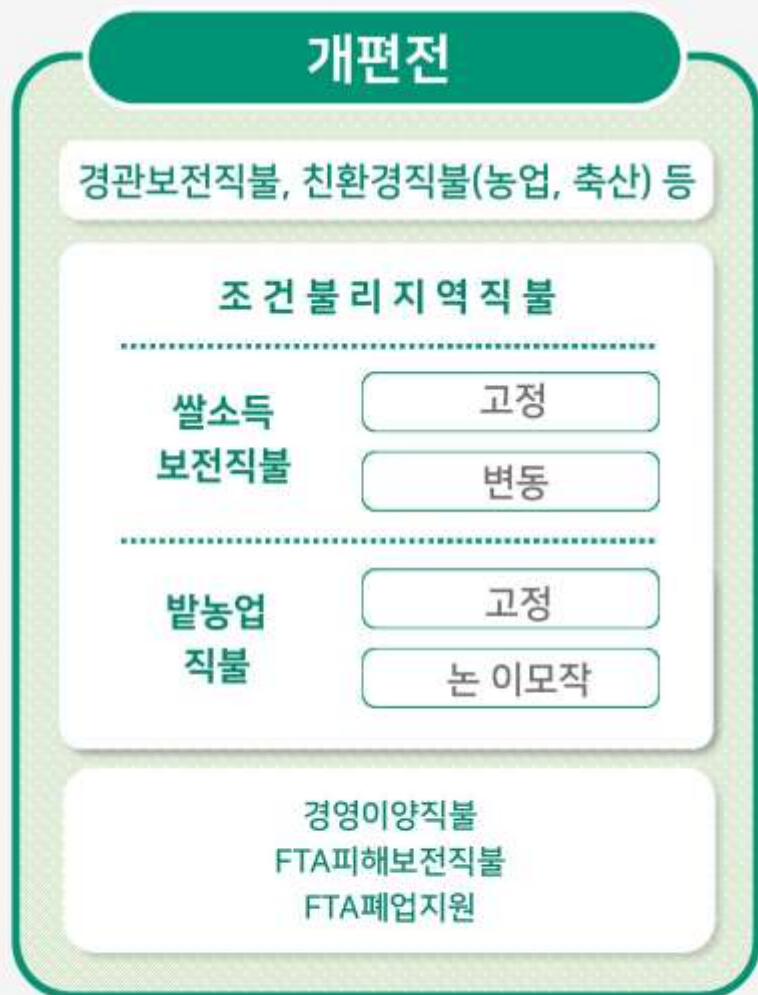 개편전
경관보전직불, 친환경직불(농업, 축산) 등
조건불리지역직불
쌀소득
보전직불
고정
변동
밭농업
직불
고정
논 이모작
경영이양직불
FTA피해보전직불
FTA폐업지원